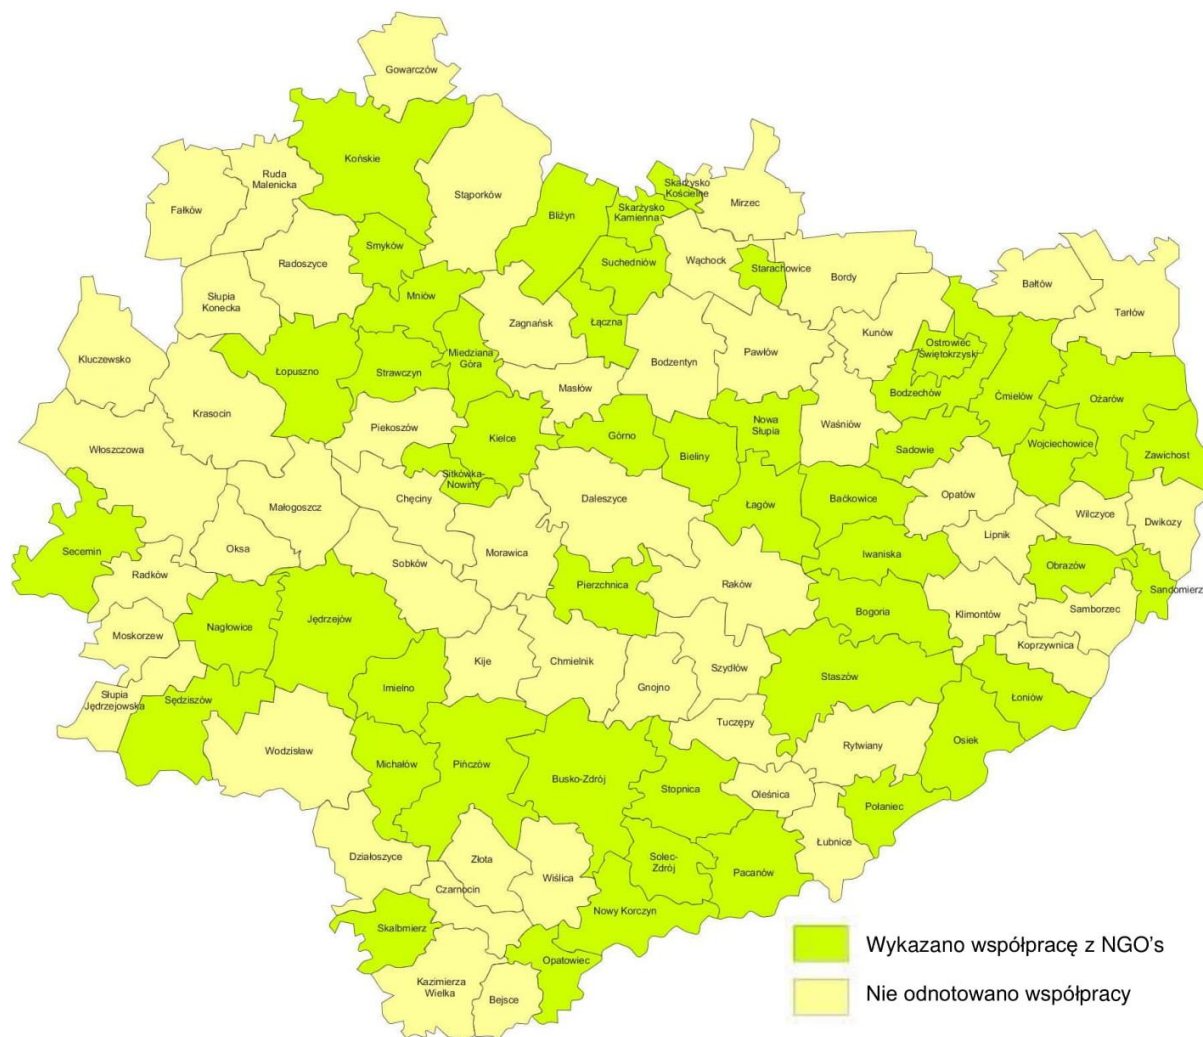 Gowarczów
Końskie
Ruda
Malenicka
Stąporków
Fałków
Skarżysko
Kościelne
Skarżysko
Kamienna
Mirzec
Bliżyn
Smyków
Radoszyce
Suchedniów
Wąchock
Starachowice
Bordy
Bałtów
Tarłów
Słupia
Konecka
Mniów
Zagnańsk
Łączna
Kunów
Ostrowiec
Świętokrzysk
Kluczewsko
Łopuszno
Strawczyn
Miedziana
Góra
Bodzentyn
Pawłów
Masłów
Bodzechów
Ćmielów
Ożarów
Krasocin
Piekoszów
Kielce
Górno
Nowa
Słupia
Waśniów
Wojciechowice
Włoszczowa
Bieliny
Sadowie
Zawichost
Sitkówka-
Nowiny
Chęciny
Daleszyce
Małogoszcz
Łagów
Baćkowice
Opatów
Wilczyce
Dwikozy
Secemin
Oksa
Sobków
Morawica
Iwaniska
Lipnik
Radków
Pierzchnica
Raków
Obrazów
Sandomierz
Nagłowice
Jędrzejów
Bogoria
Klimontów
Samborzec
Moskorzew
Kije
Chmielnik
Szydłów
Koprzywnica
Imielno
Gnojno
Staszów
Słupia
Jędrzejowska
Sędziszów
Łoniów
Tuczępy
Rytwiany
Osiek
Wodzisław
Michałów
Pińczów
Busko-Zdrój
Stopnica
Oleśnica
Połaniec
Łubnice
Działoszyce
Złota
Solec-
Zdrój
Pacanów
Wiślica
Czarnocin
Nowy Korczyn
Skalbmierz
Opatowiec
Kazimierza
Wielka
Bejsce
Wykazano współpracę z NGO's
Nie odnotowano współpracy